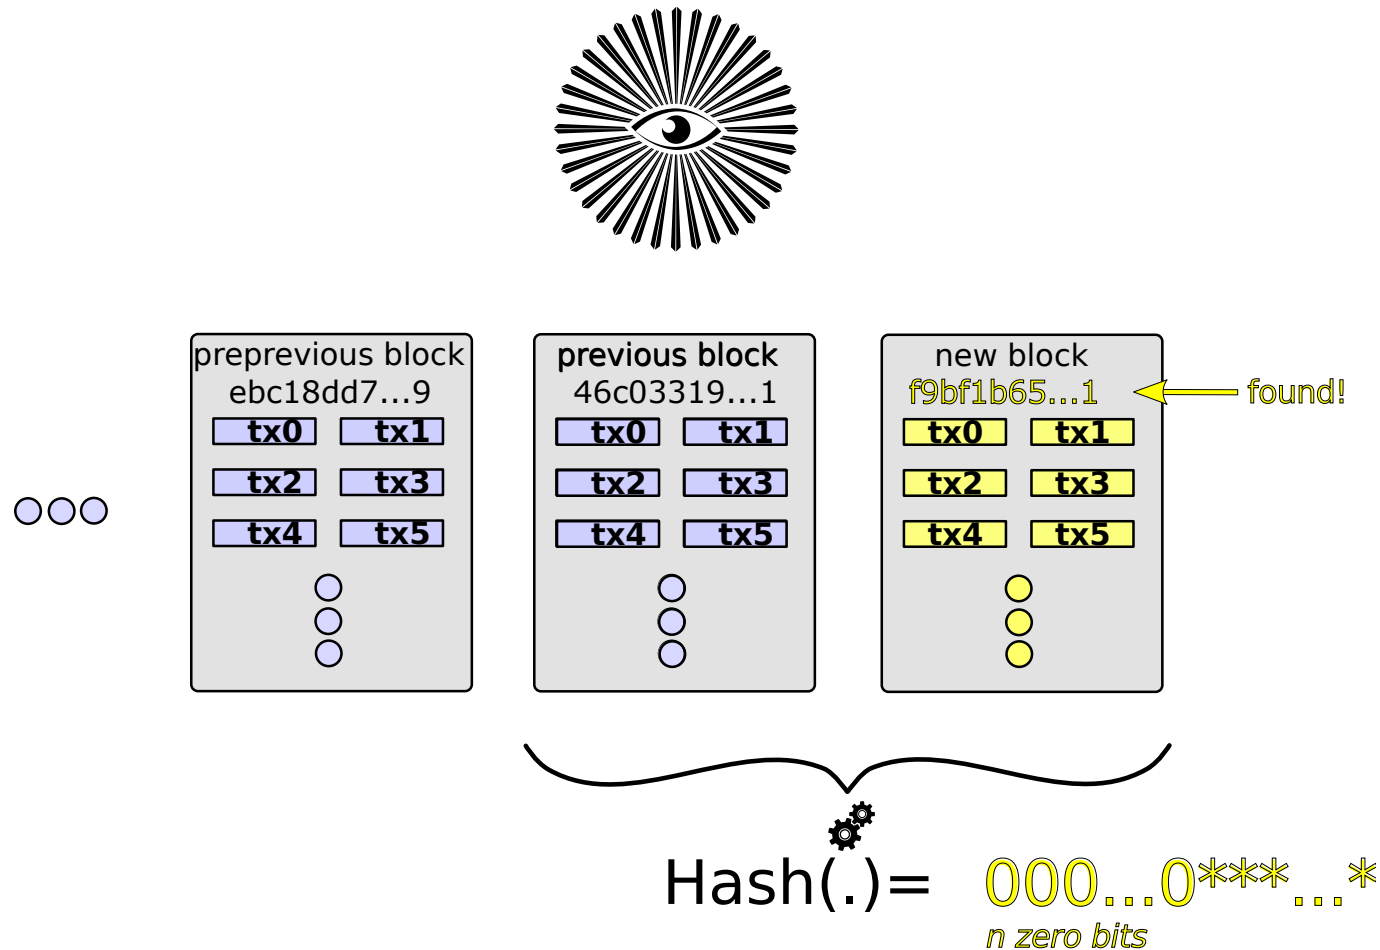 preprevious block
ebc18dd7...9
tx0 tx1
tx2 tx3
tx4 tx5
previous block
46c03319...1
tx0 tx1
tx2 tx3
tx4 tx5
new block
f9bf1b65...1
found!
tx0 tx1
tx2 tx3
tx4 tx5
Hash(.)= 000...0***...*
n zero bits